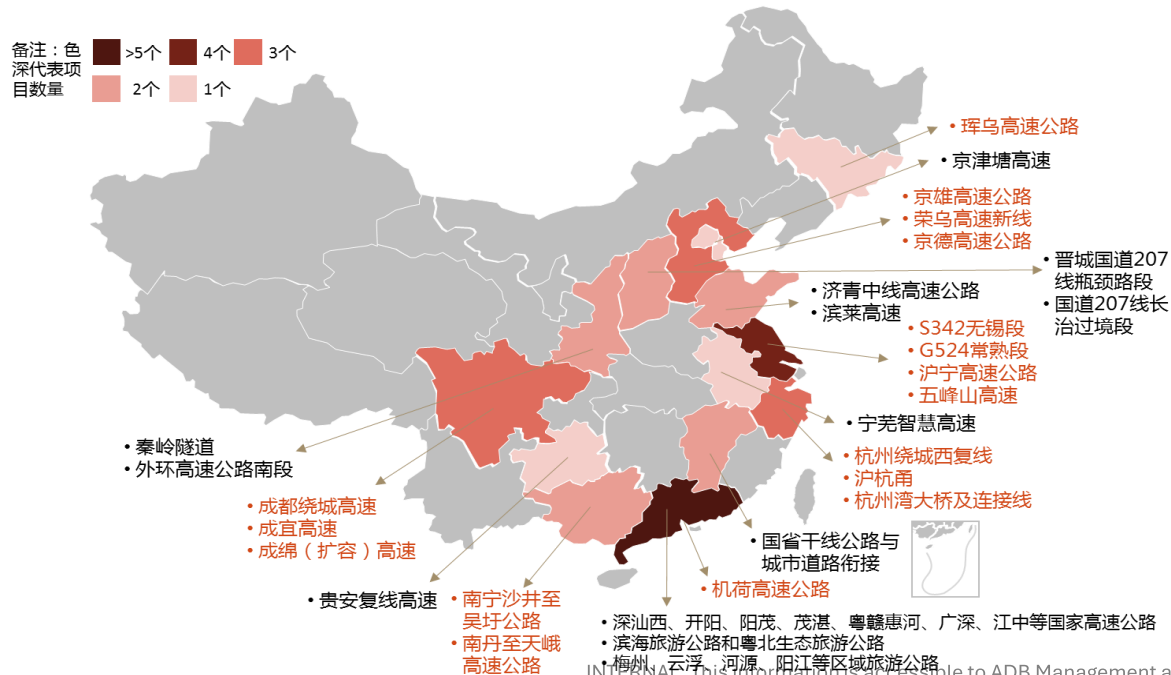 备注：色
深代表项
目数量
>5个
4个
3个
2个
1个
• 珲乌高速公路
• 京津塘高速
• 京雄高速公路
• 荣乌高速新线
• 京德高速公路
• 晋城国道207
线瓶颈路段
• 国道207线长
治过境段
• 济青中线高速公路
• 滨莱高速
• S342无锡段
• G524常熟段
• 沪宁高速公路
• 五峰山高速
• 宁芜智慧高速
• 杭州绕城西复线
• 沪杭甬
• 杭州湾大桥及连接线
• 秦岭隧道
• 外环高速公路南段
• 成都绕城高速
• 成宜高速
• 成绵（扩容）高速
• 国省干线公路与
城市道路衔接
• 机荷高速公路
• 贵安复线高速
• 南宁沙井至
吴圩公路
• 南丹至天峨
高速公路
• 深汕西、开阳、阳茂、茂湛、粤赣惠河、广深、江中等国家高速公路
• 滨海旅游公路和粤北生态旅游公路
• 梅州、云浮、河源、阳江等区域旅游公路
INTERNAL. This information is accessible to ADB Management a